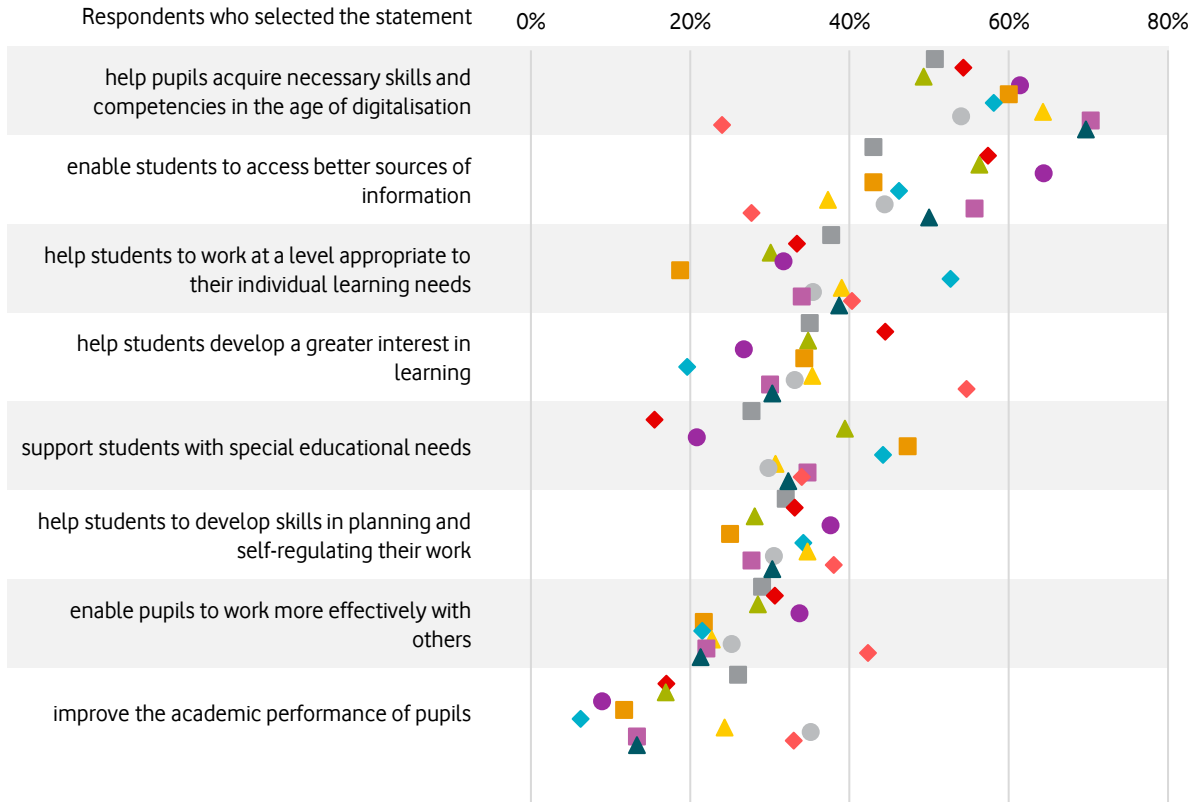 Respondents who selected the statement
0% 20% 40% 60% 80%
help pupils acquire necessary skills and
competencies in the age of digitalisation
enable students to access better sources of
information
help students to work at a level appropriate to
their individual learning needs
help students develop a greater interest in
learning
support students with special educational needs
help students to develop skills in planning and
self-regulating their work
enable pupils to work more effectively with
others
improve the academic performance of pupils